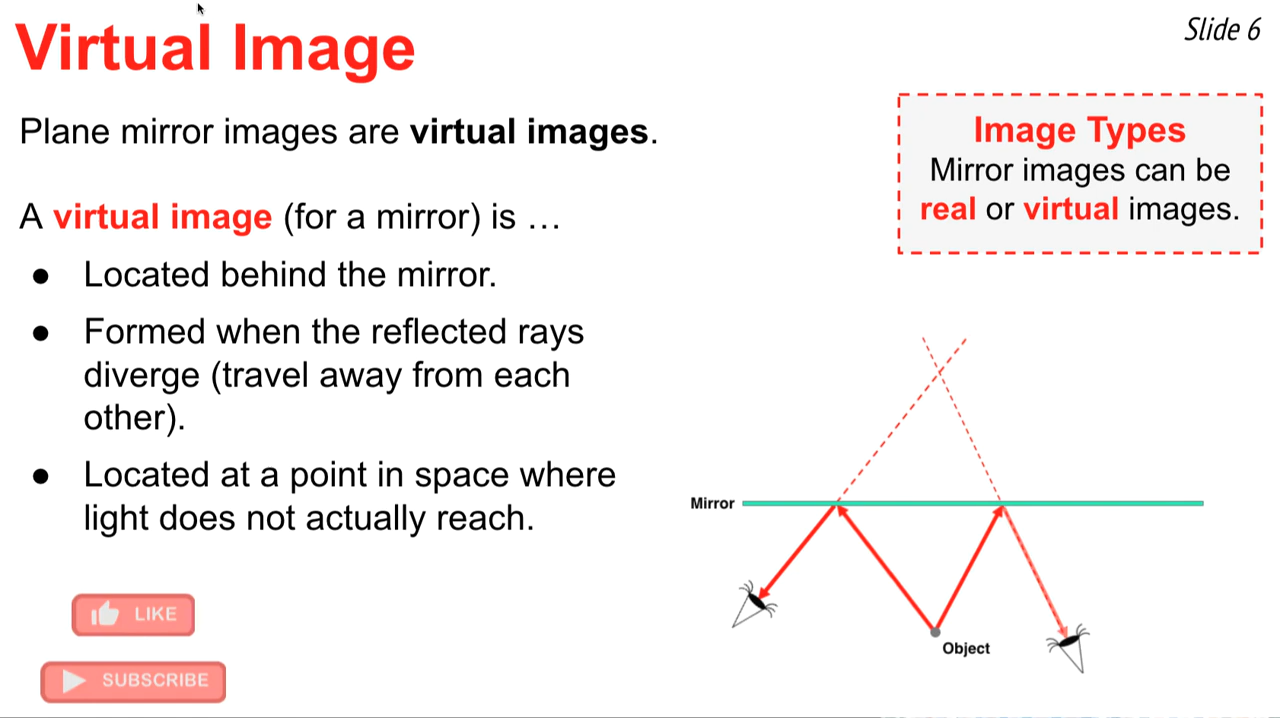 Virtual Image
Slide 6
Plane mirror images are virtual images.
Image Types
Mirror images can be
real or virtual images.
A virtual image (for a mirror) is …
● Located behind the mirror.
● Formed when the reflected rays
diverge (travel away from each
other).
● Located at a point in space where
light does not actually reach.
Mirror
Object
LIKE
SUBSCRIBE